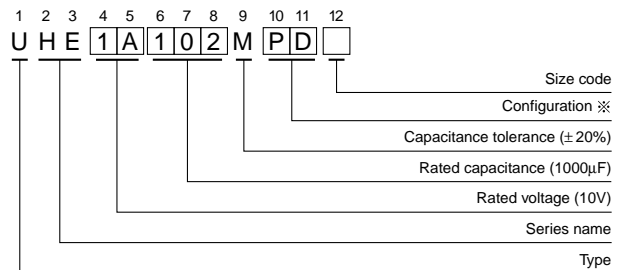 1 2 3 4 5 6 7 8 9 10 11 12
U H E 1 A 1 0 2 M P D
Size code
Configuration ※
Capacitance tolerance (±20%)
Rated capacitance (1000µF)
Rated voltage (10V)
Series name
Type